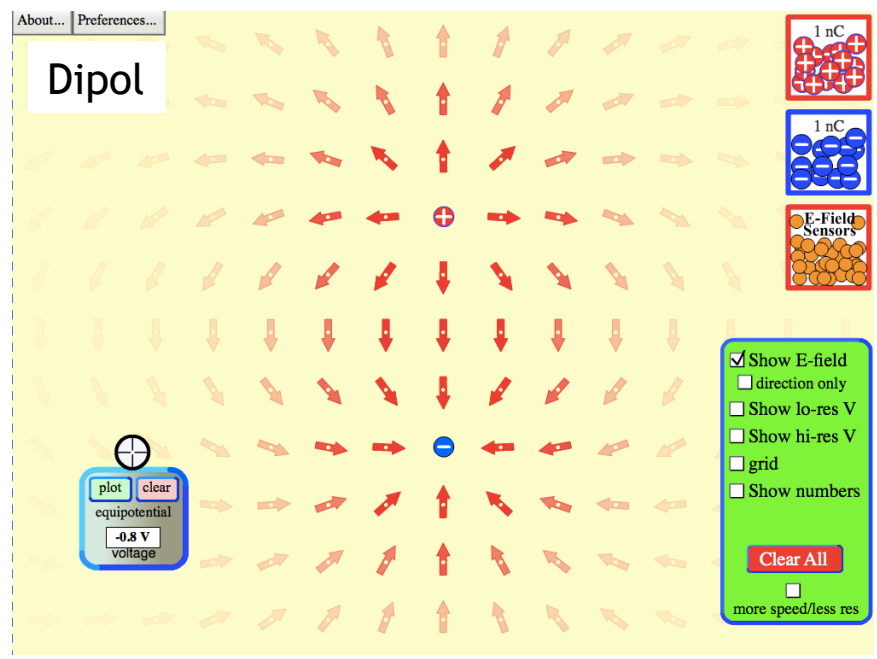 About... Preferences...
Dipol
1 nC
1 nC
E-Field
Sensors
Show E-field
direction only
Show lo-res V
Show hi-res V
grid
Show numbers
plot clear
equipotential
-0.8 V
voltage
Clear All
more speed/less res